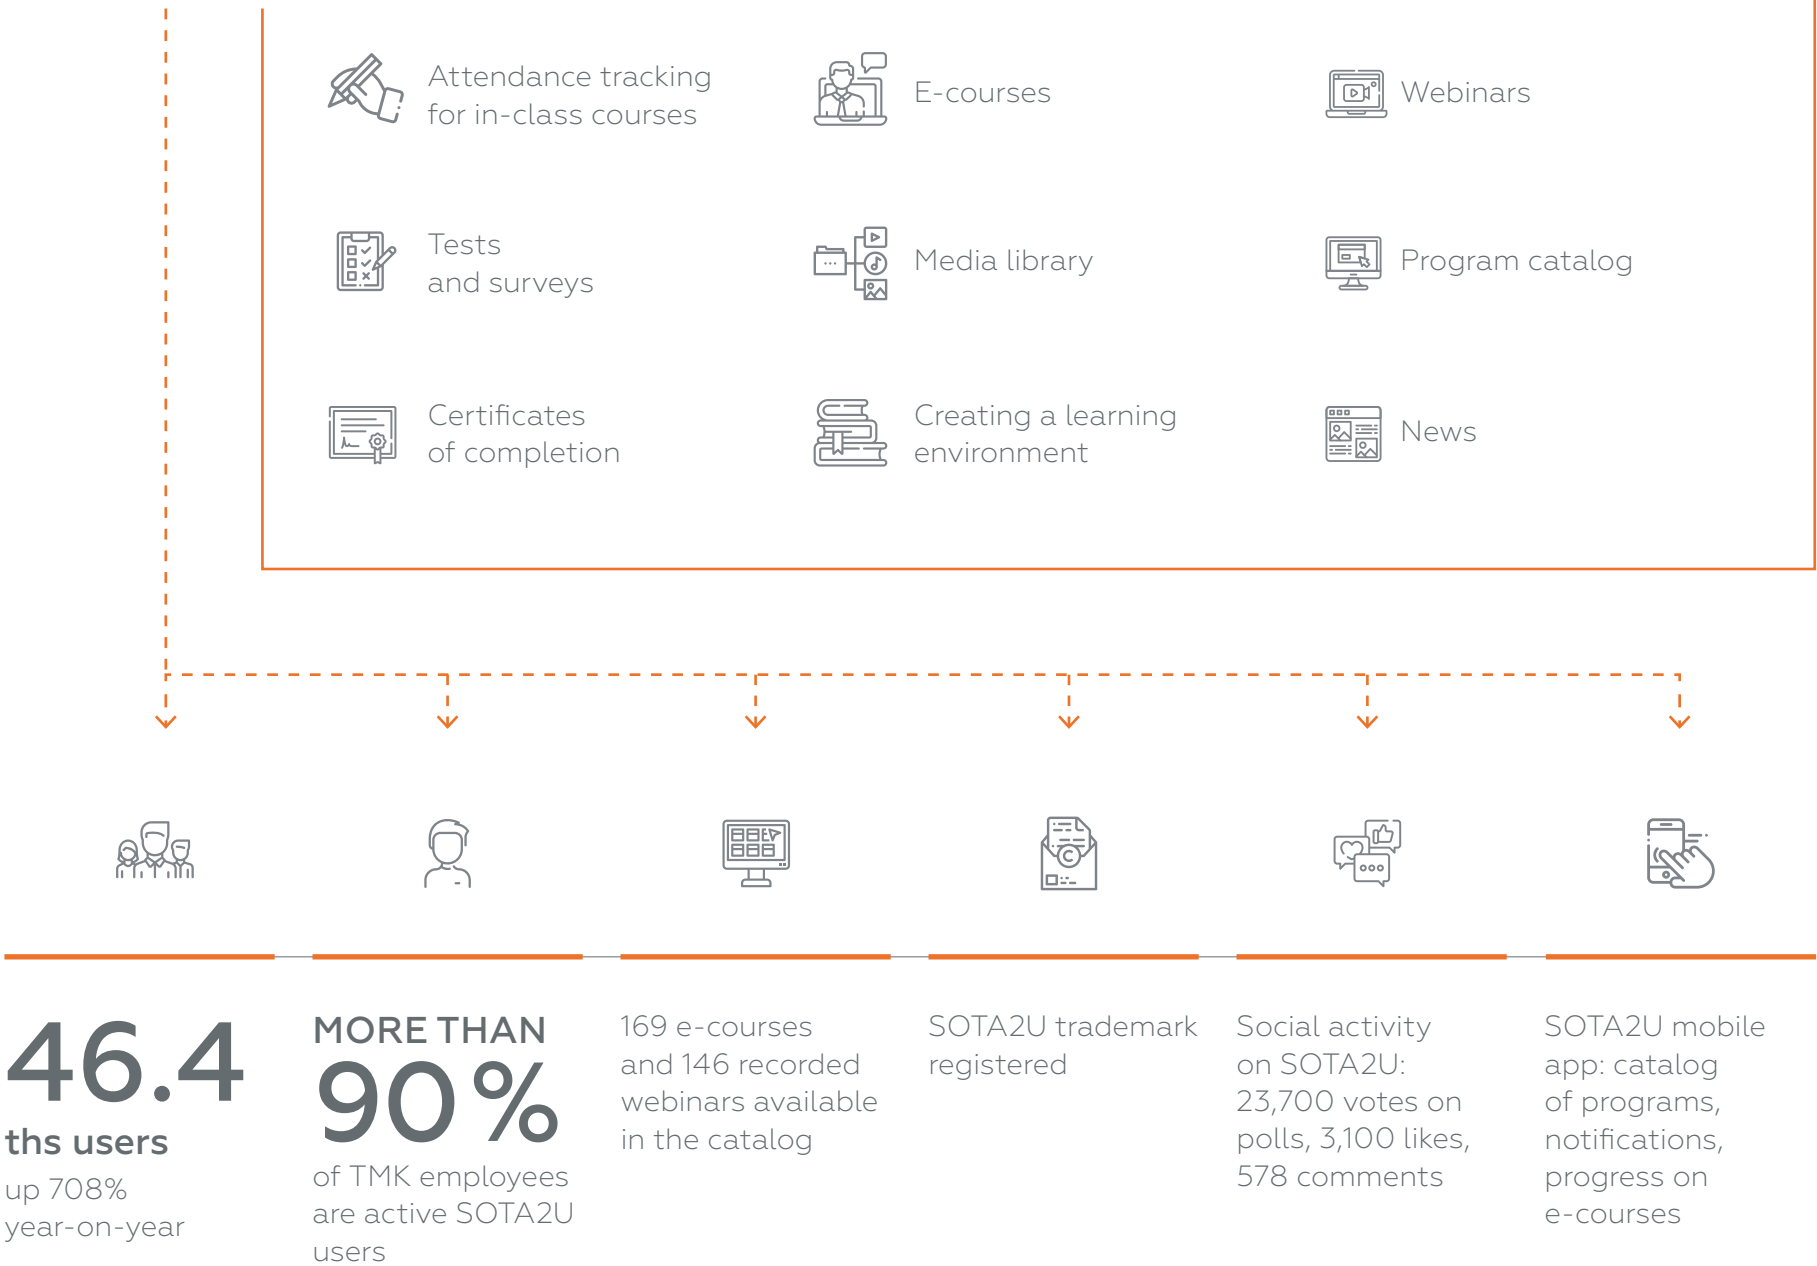 Attendance tracking
for in-class courses
E-courses
Webinars
Tests
and surveys
Media library
Program catalog
Certificates
of completion
Creating a learning
environment
News
46.4
ths users
up 708%
year-on-year
MORE THAN
90%
of TMK employees
are active SOTA2U
users
169 e-courses
and 146 recorded
webinars available
in the catalog
SOTA2U trademark
registered
Social activity
on SOTA2U:
23,700 votes on
polls, 3,100 likes,
578 comments
SOTA2U mobile
app: catalog
of programs,
notifications,
progress on
e-courses